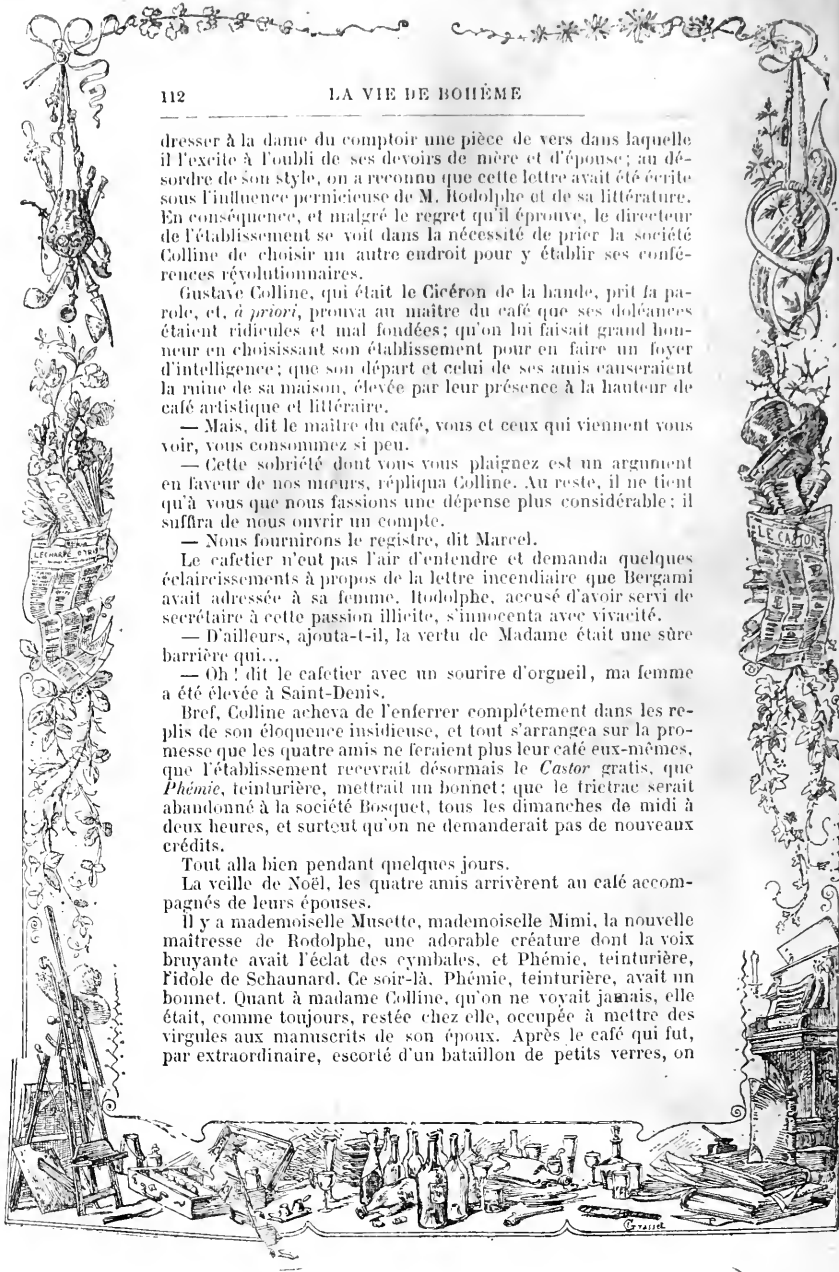 112 LA VIE DE BOHÈME
dresser à la dame du comptoir une pièce de vers dans laquelle
il l'excite à l'oubli de ses devoirs de mère et d'épouse; au dé-
sordre de son style, on a reconnu que cette lettre avait été écrite
sous l'influence pernicieuse de M. Rodolphe et de sa littérature.
En conséquence, et malgré le regret qu'il éprouve, le directeur
de l'établissement se voit dans la nécessité de prier la société
Colline de choisir un autre endroit pour y établir ses confé-
rences révolutionnaires.
Gustave Colline, qui était le Cicéron de la bande, prit la pa-
role, et, à priori, prouva au maître du café que ses doléances
étaient ridicules et mal fondées; qu'on lui faisait grand hon-
neur en choisissant son établissement pour en faire un foyer
d'intelligence; que son départ et celui de ses amis causeraient
la ruine de sa maison, élevée par leur présence à la hauteur de
café artistique et littéraire.
— Mais, dit le maître du café, vous et ceux qui viennent vous
voir, vous consommez si peu.
— Cette sobriété dont vous vous plaignez est un argument
en faveur de nos mœurs, répliqua Colline. Au reste, il ne tient
qu'à vous que nous fassions une dépense plus considérable; il
suffira de nous ouvrir un compte.
— Nous fournirons le registre, dit Marcel.
Le cafetier n'eut pas l'air d'entendre et demanda quelques
éclaircissements à propos de la lettre incendiaire que Bergami
avait adressée à sa femme. Rodolphe, accusé d'avoir servi de
secrétaire à cette passion illicite, s'innocenta avec vivacité.
— D'ailleurs, ajouta-t-il, la vertu de Madame était une sûre
barrière qui...
— Oh! dit le cafetier avec un sourire d'orgueil, ma femme
a été élevée à Saint-Denis.
Bref, Colline acheva de l'enferrer complétement dans les re-
plis de son éloquence insidieuse, et tout s'arrangea sur la pro-
messe que les quatre amis ne feraient plus leur café eux-mêmes,
que l'établissement recevrait désormais le Castor gratis, que
Phémie, teinturière, mettrait un bonnet; que le trictrac serait
abandonné à la société Bosquet, tous les dimanches de midi à
deux heures, et surtout qu'on ne demanderait pas de nouveaux
crédits.
Tout alla bien pendant quelques jours.
La veille de Noël, les quatre amis arrivèrent au café accom-
pagnés de leurs épouses.
Il y a mademoiselle Musette, mademoiselle Mimi, la nouvelle
maîtresse de Rodolphe, une adorable créature dont la voix
bruyante avait l'éclat des cymbales, et Phémie, teinturière,
l'idole de Schaunard. Ce soir-là, Phémie, teinturière, avait un
bonnet. Quant à madame Colline, qu'on ne voyait jamais, elle
était, comme toujours, restée chez elle, occupée à mettre des
virgules aux manuscrits de son époux. Après le café qui fut,
par extraordinaire, escorté d'un bataillon de petits verres, on
L'ECHARPE D'IRIS
LE CASTOR
Grasset